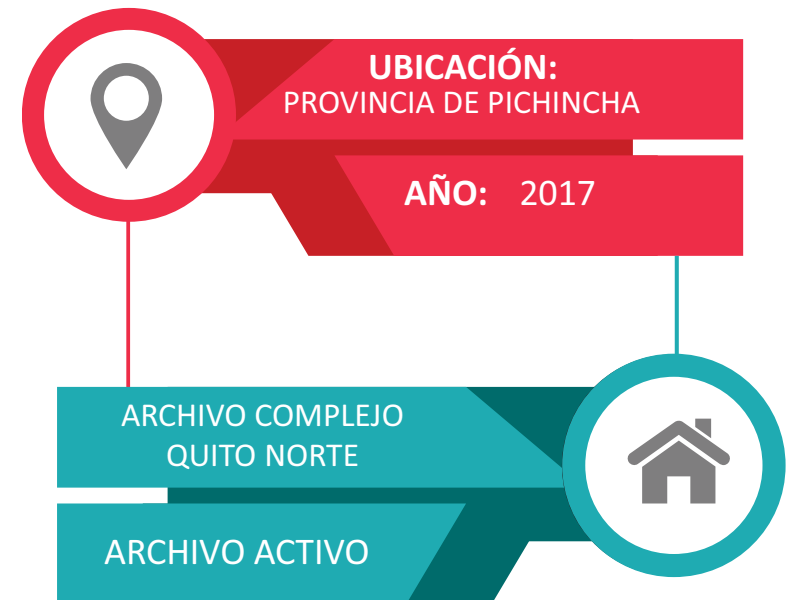 UBICACIÓN:
PROVINCIA DE PICHINCHA
AÑO: 2017
ARCHIVO COMPLEJO
QUITO NORTE
ARCHIVO ACTIVO